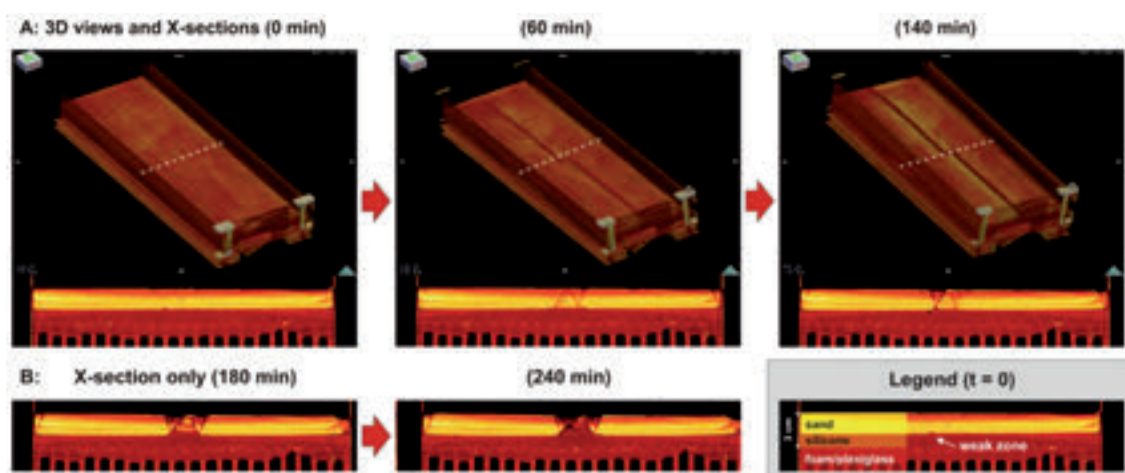 A: 3D views and X-sections (0 min)
(60 min)
(140 min)
B: X-section only (180 min)
(240 min)
Legend (t = 0)
sand
silicone
foam/plexiglass
weak zone